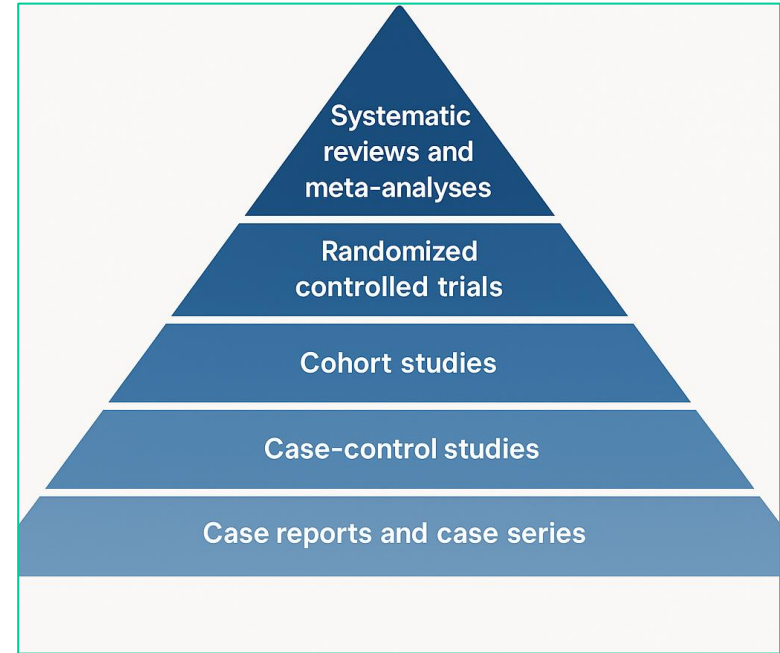 Systematic
reviews and
meta-analyses
Randomized
controlled trials
Cohort studies
Case-control studies
Case reports and case series